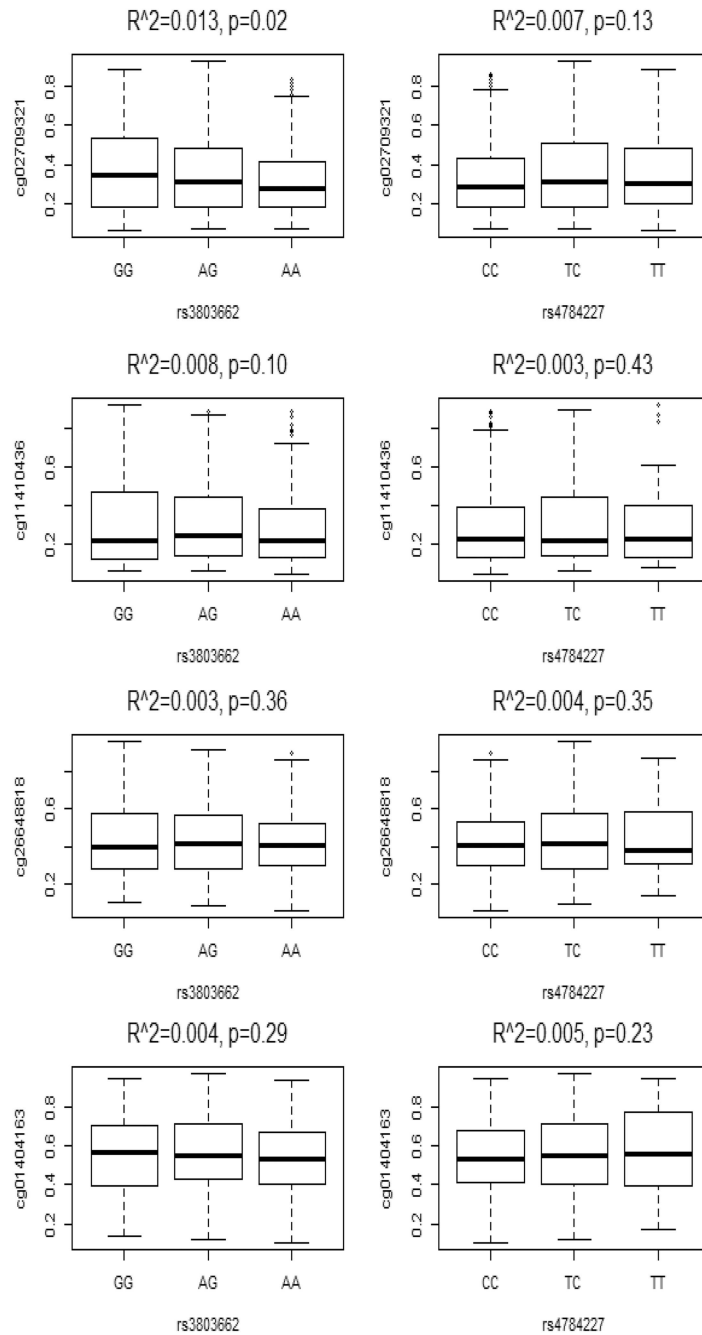 R^2=0.013, p=0.02
cg02709321
0.2 0.4 0.6 0.8
GG AG AA
rs3803662
R^2=0.007, p=0.13
cg02709321
0.2 0.4 0.6 0.8
CC TC TT
rs4784227
R^2=0.008, p=0.10
cg11410436
0.2 0.6
GG AG AA
rs3803662
R^2=0.003, p=0.43
cg11410436
0.2 0.6
CC TC TT
rs4784227
R^2=0.003, p=0.36
cg26648818
0.2 0.6
GG AG AA
rs3803662
R^2=0.004, p=0.35
cg26648818
0.2 0.6
CC TC TT
rs4784227
R^2=0.004, p=0.29
cg01404163
0.2 0.4 0.6 0.8
GG AG AA
rs3803662
R^2=0.005, p=0.23
cg01404163
0.2 0.4 0.6 0.8
CC TC TT
rs4784227